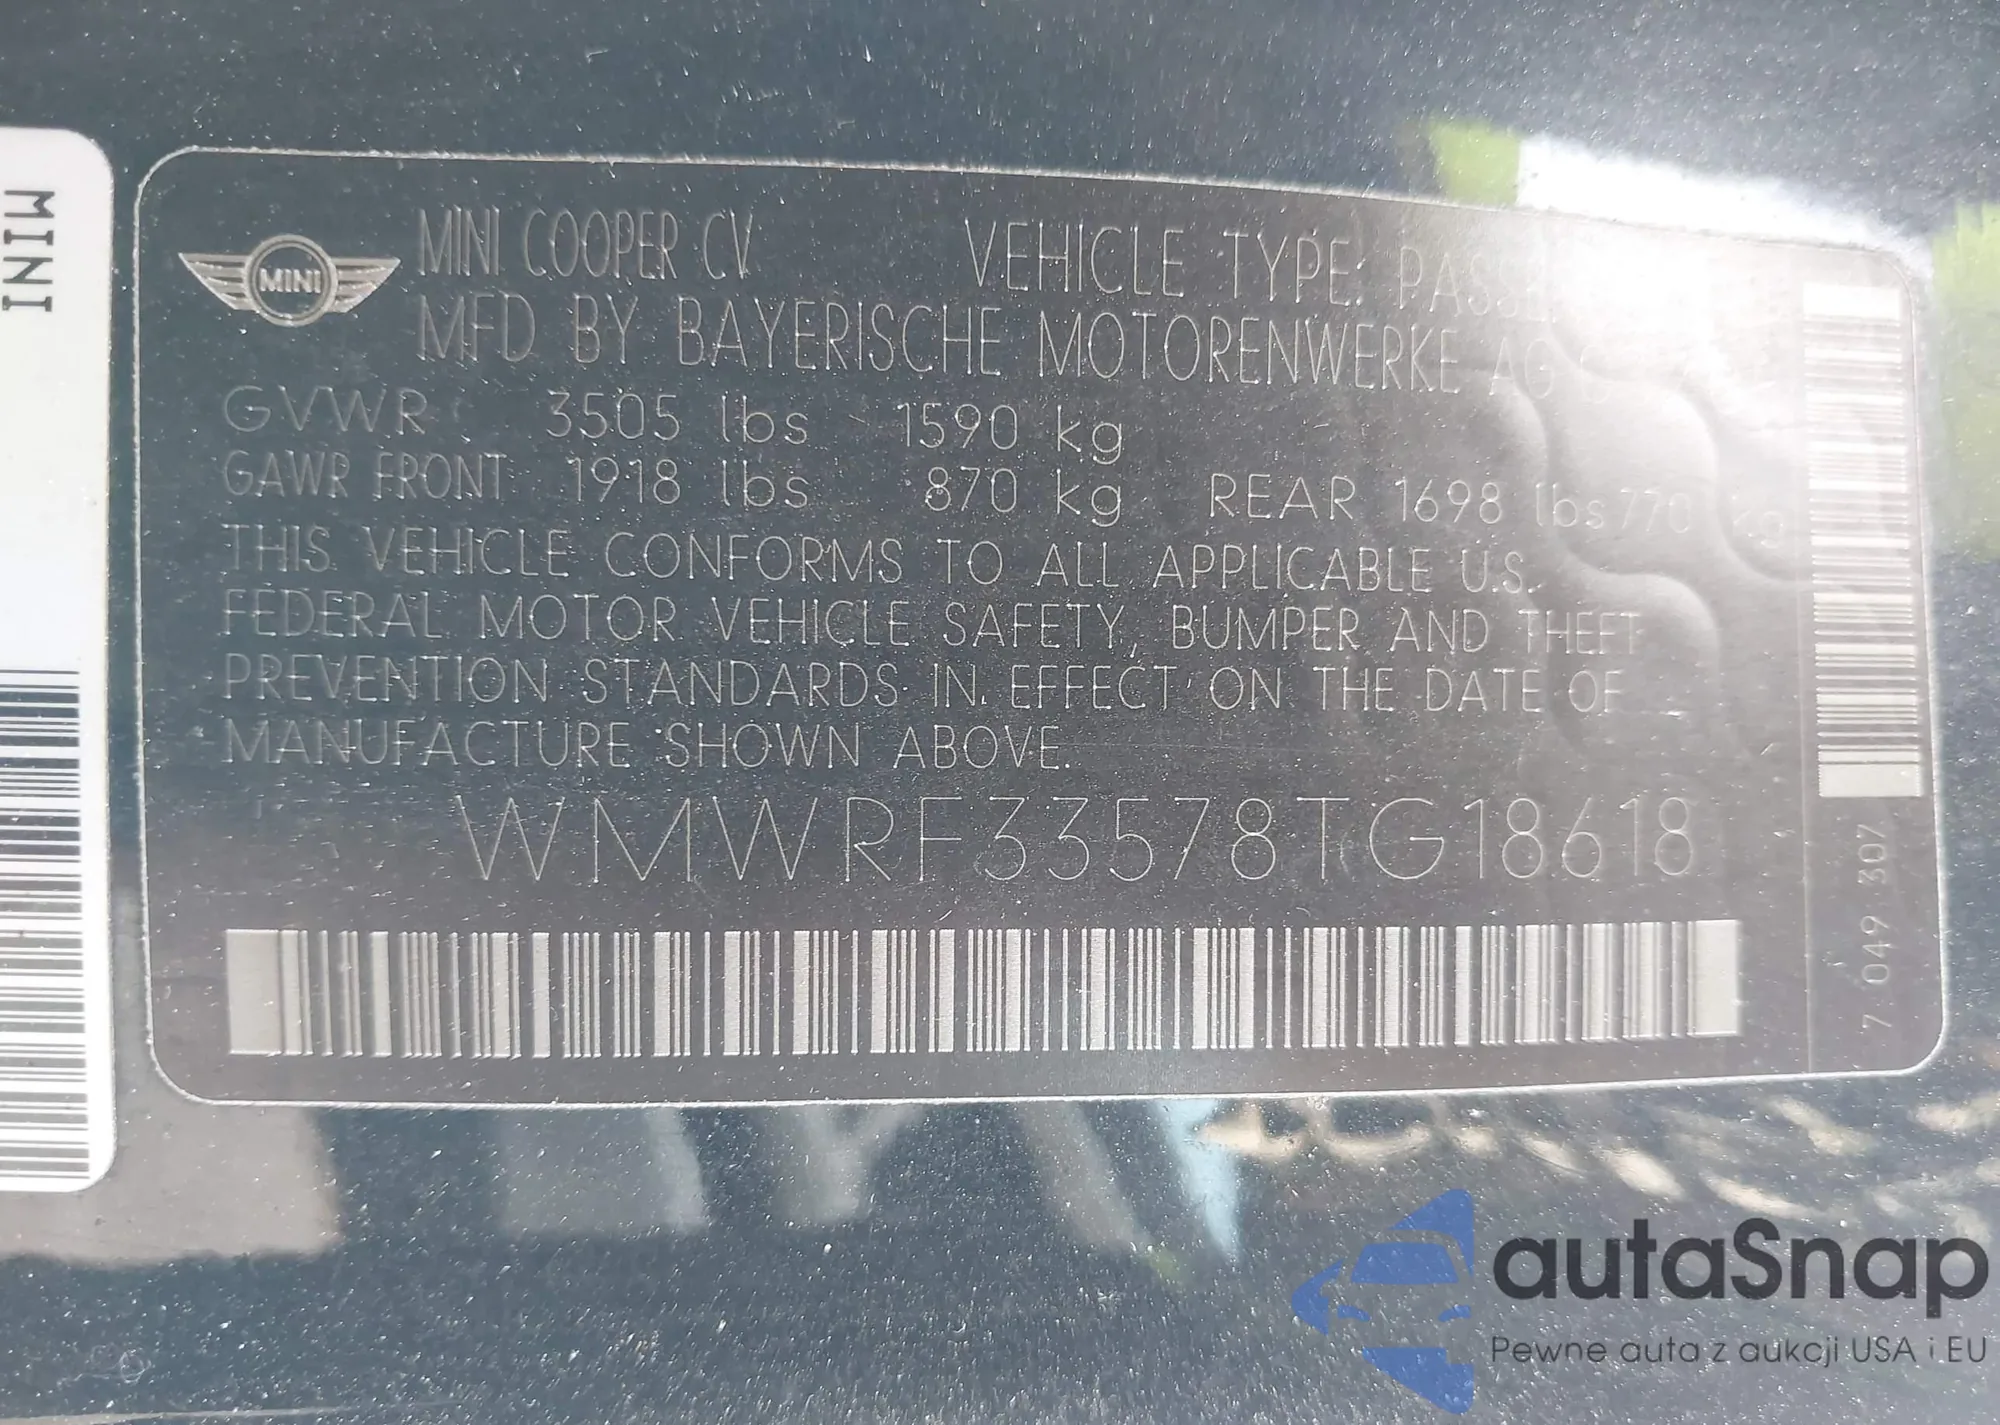 MINI
MINI
MINI COOPER CV VEHICLE TYPE:
MFD BY BAYERISCHE MOTORENWERKE AG
GVWR 3505 lbs 1590 kg
GAWR FRONT 1918 lbs 870 kg REAR 1698 lbs 770 kg
THIS VEHICLE CONFORMS TO ALL APPLICABLE U.S.
FEDERAL MOTOR VEHICLE SAFETY, BUMPER AND THEFT
PREVENTION STANDARDS IN EFFECT ON THE DATE OF
MANUFACTURE SHOWN ABOVE.
WMWRF33578TG18618
7 049 307
autaSnap
Pewne auta z aukcji USA i EU